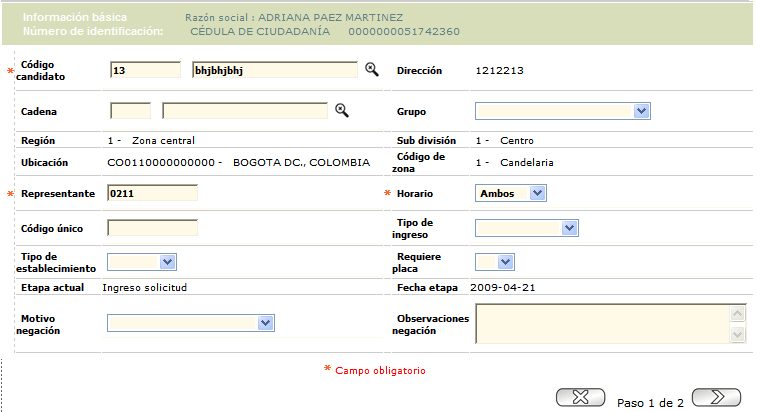 Información básica Razón social : ADRIANA PAEZ MARTINEZ
Número de identificación: CÉDULA DE CIUDADANÍA 0000000051742360
* Código candidato 13 bhjbhjbhj Dirección 1212213
Cadena Grupo
Región 1 - Zona central Sub división 1 - Centro
Ubicación CO0110000000000 - BOGOTA DC., COLOMBIA Código de zona 1 - Candelaria
* Representante 0211 * Horario Ambos
Código único Tipo de ingreso
Tipo de establecimiento Requiere placa
Etapa actual Ingreso solicitud Fecha etapa 2009-04-21
Motivo negación Observaciones negación
* Campo obligatorio
Paso 1 de 2